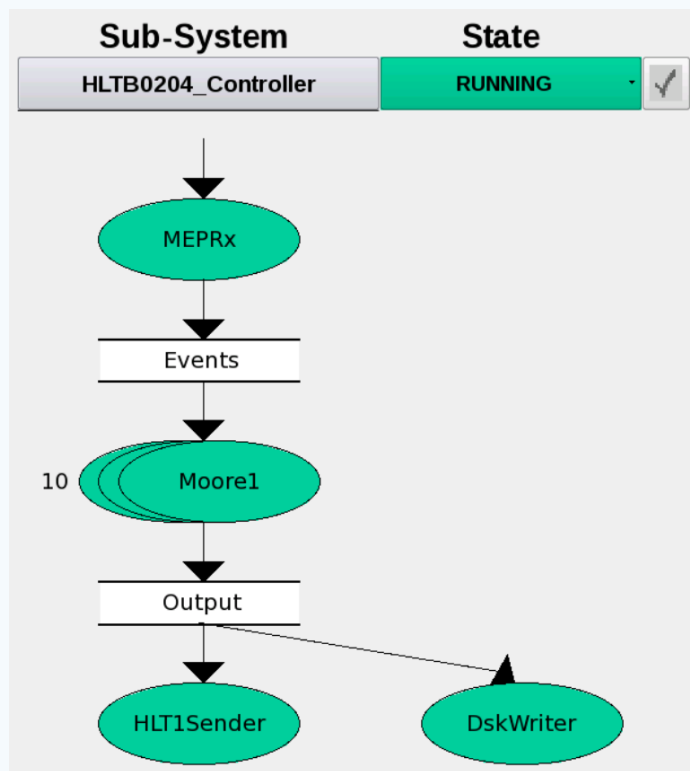 Sub-System State
HLTB0204_Controller RUNNING
MEPRx
Events
10 Moore1
Output
HLT1Sender DskWriter